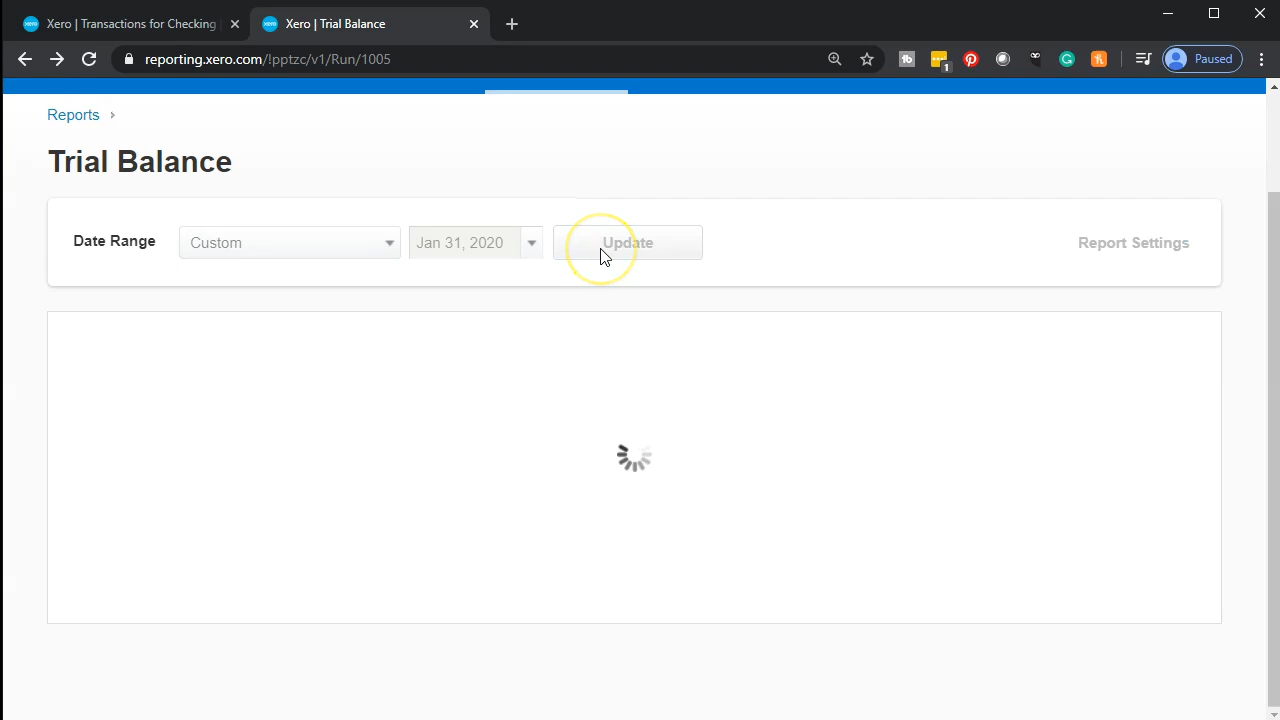 Xero | Transactions for Checking
Xero | Trial Balance
reporting.xero.com/!pptzc/v1/Run/1005
1
Paused
Reports
Trial Balance
Date Range
Custom
Jan 31, 2020
Update
Report Settings